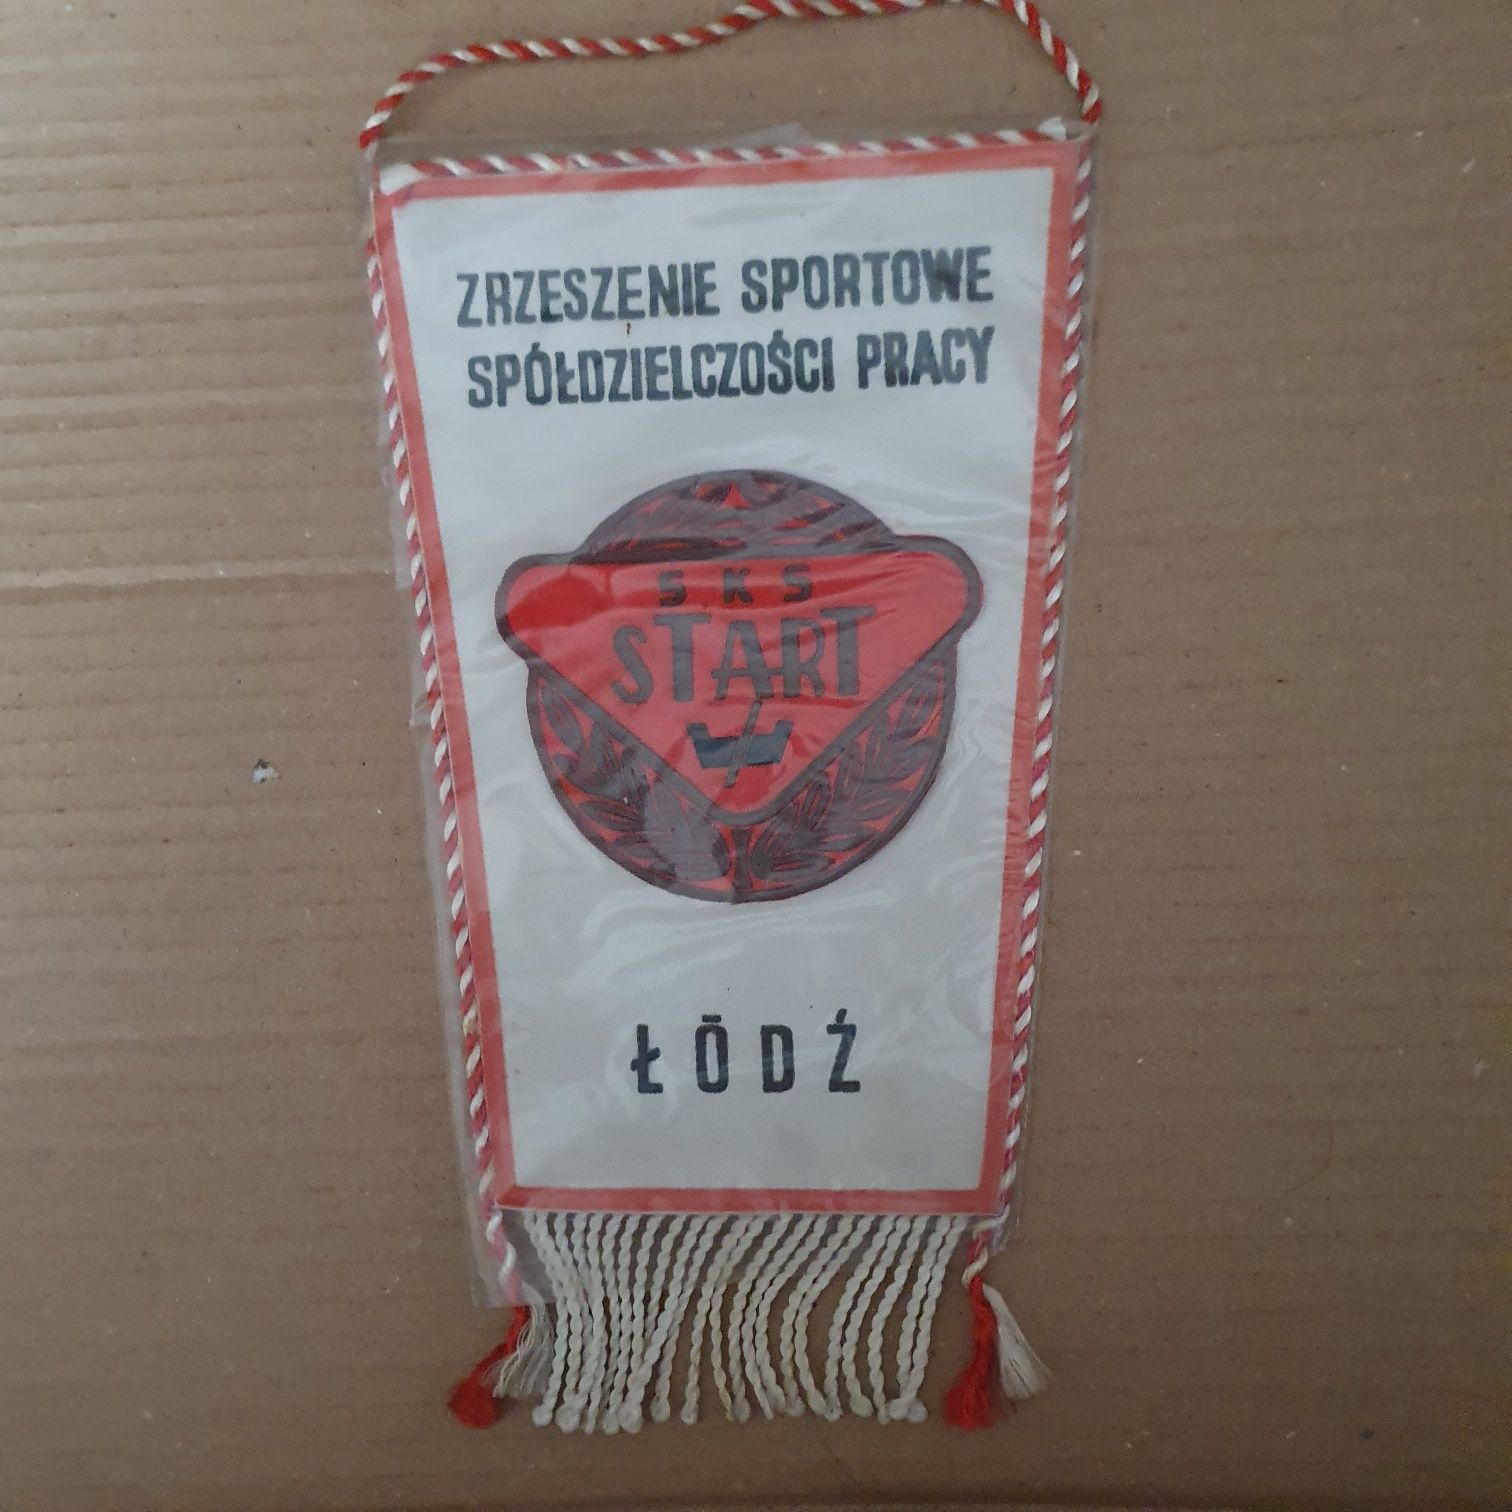 ZRZESZENIE SPORTOWE
SPÓŁDZIELCZOŚCI PRACY
SKS
START
ŁÓDŹ